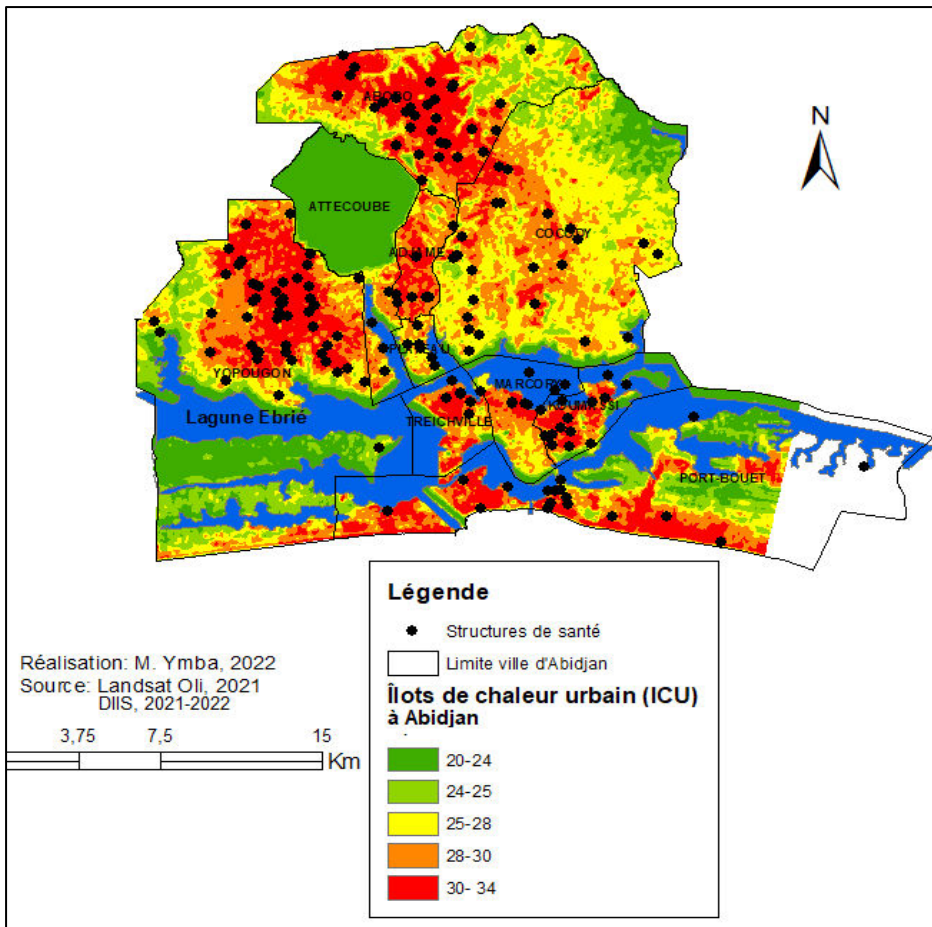 N
ABOBO
ATTECOUBE
COCODY
ADJAME
PLATEAU
YOPOUGON
MARCORY
KOUMASSI
Lagune Ebrié
TREICHVILLE
PORT-BOUET
Légende
Structures de santé
Limite ville d'Abidjan
Îlots de chaleur urbain (ICU)
à Abidjan
20-24
24-25
25-28
28-30
30- 34
Réalisation: M. Ymba, 2022
Source: Landsat Oli, 2021
DIIS, 2021-2022
3,75 7,5 15
Km